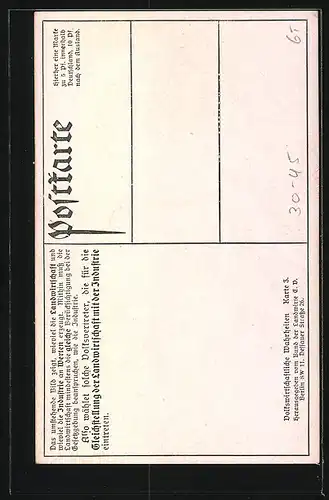 Das umstehende Bild zeigt, wieviel die Landwirtschaft und
wieviel die Industrie an Werten erzeugt. Mithin muß die
Landwirtschaft mindestens die gleiche Berücksichtigung bei der
Gesetzgebung beanspruchen, wie die Industrie.
Also wählet solche Volksvertreter, die für die
Gleichstellung der Landwirtschaft mit der Industrie
eintreten.
Postkarte
Hierher eine Marke
zu 5 Pf. innerhalb
Deutschland, 10 Pf.
nach dem Ausland.
Volkswirtschaftliche Wahrheiten Karte 3.
Herausgegeben vom Bund der Landwirte E. V.
Berlin SW 11, Dessauer Straße 26.
30-45
6,-